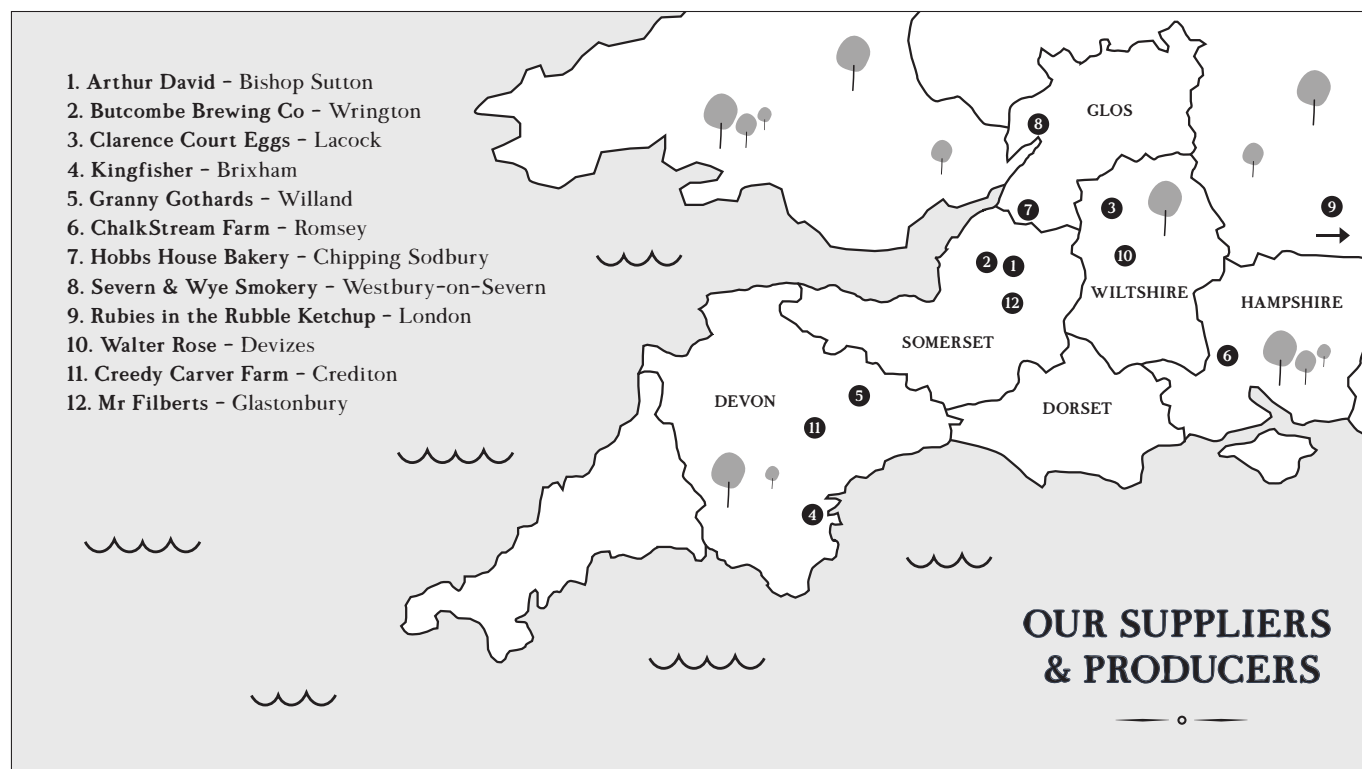 1. Arthur David – Bishop Sutton
2. Butcombe Brewing Co – Wrington
3. Clarence Court Eggs – Lacock
4. Kingfisher – Brixham
5. Granny Gothards – Willand
6. ChalkStream Farm – Romsey
7. Hobbs House Bakery – Chipping Sodbury
8. Severn & Wye Smokery – Westbury-on-Severn
9. Rubies in the Rubble Ketchup – London
10. Walter Rose – Devizes
11. Creedy Carver Farm – Crediton
12. Mr Filberts – Glastonbury
GLOS
8
9
3
7
10
2
1
12
WILTSHIRE
HAMPSHIRE
SOMERSET
6
5
DEVON
DORSET
11
4
OUR SUPPLIERS
& PRODUCERS